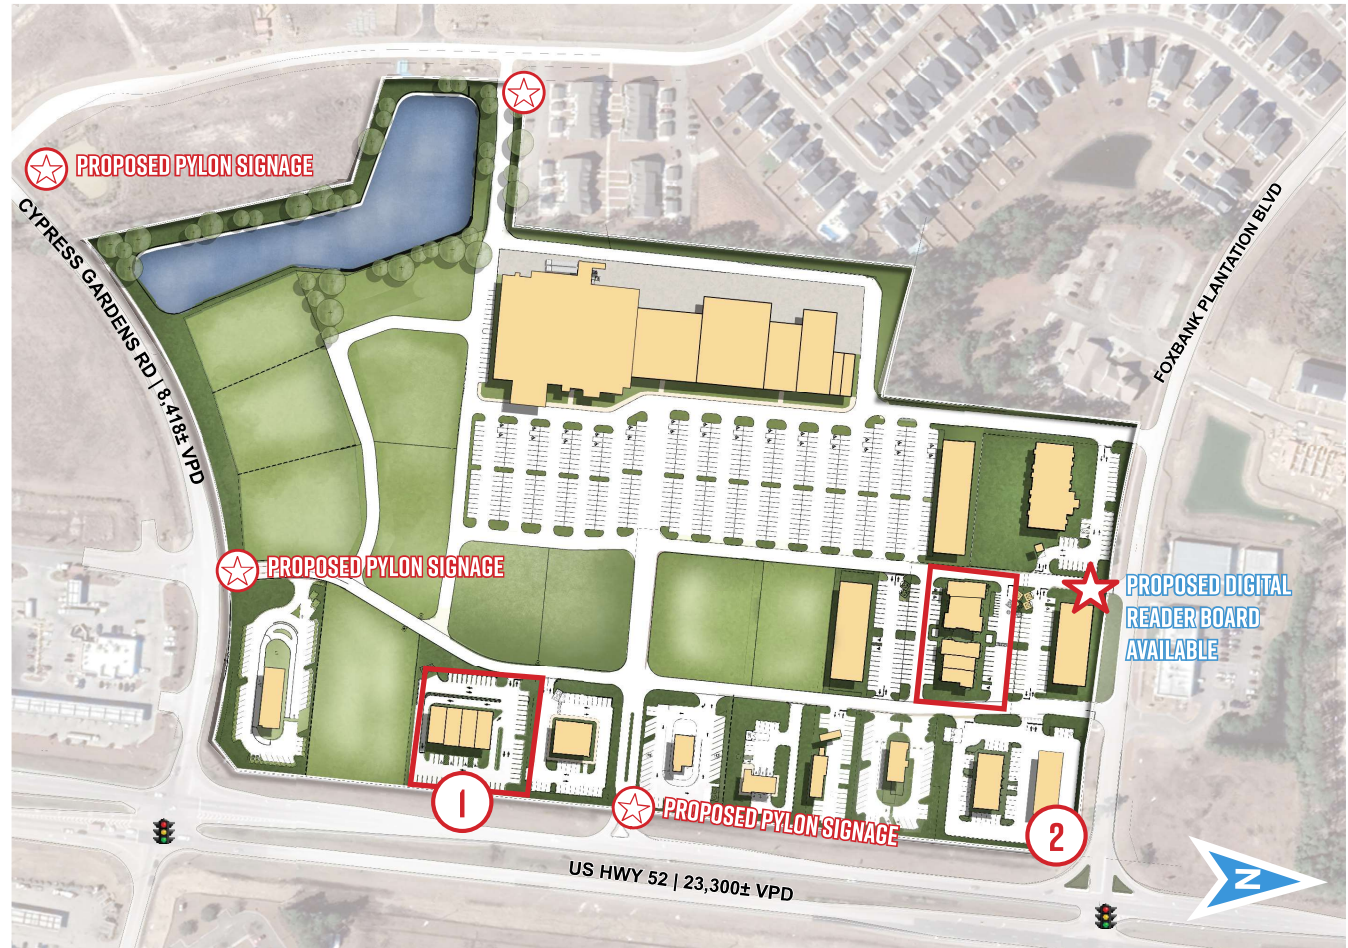 PROPOSED PYLON SIGNAGE
CYPRESS GARDENS RD | 8,418± VPD
FOXBANK PLANTATION BLVD
PROPOSED PYLON SIGNAGE
PROPOSED DIGITAL
READER BOARD
AVAILABLE
1
PROPOSED PYLON SIGNAGE
2
US HWY 52 | 23,300± VPD
N